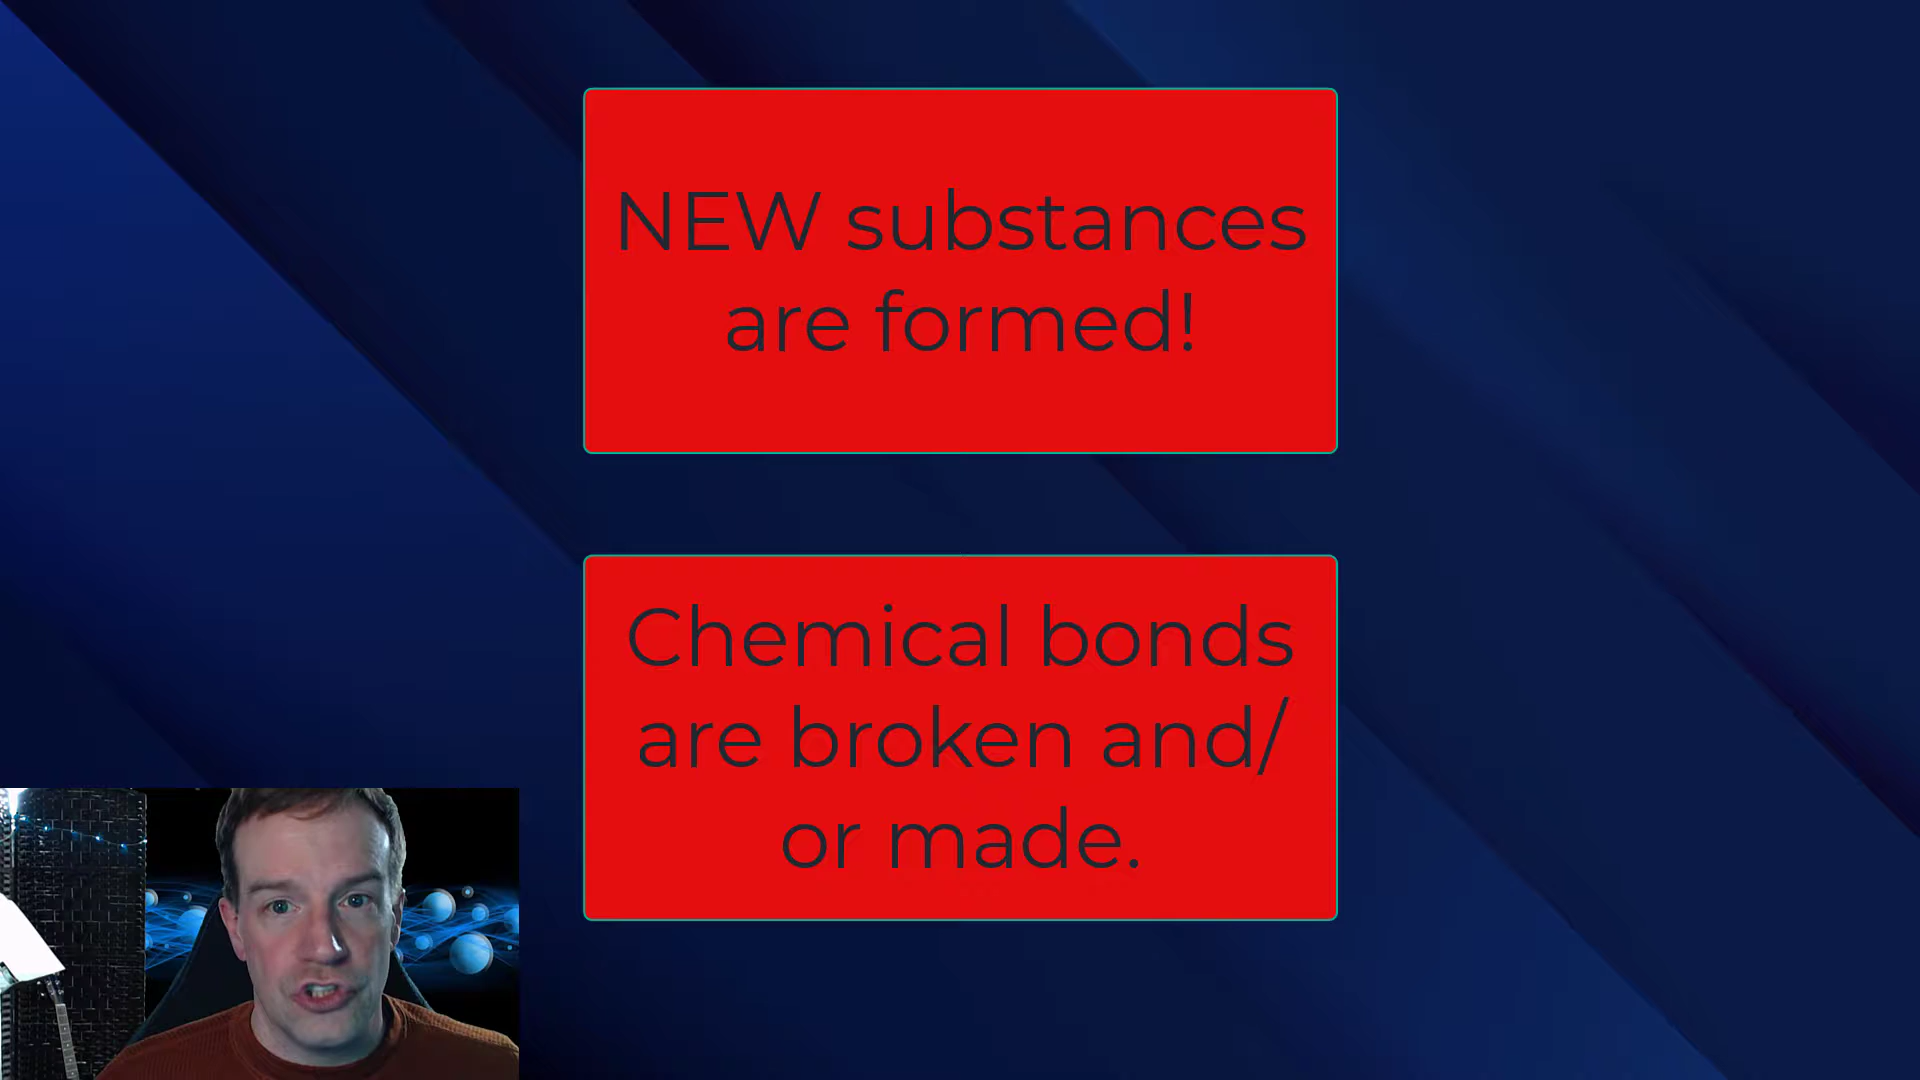 NEW substances
are formed!
Chemical bonds
are broken and/
or made.